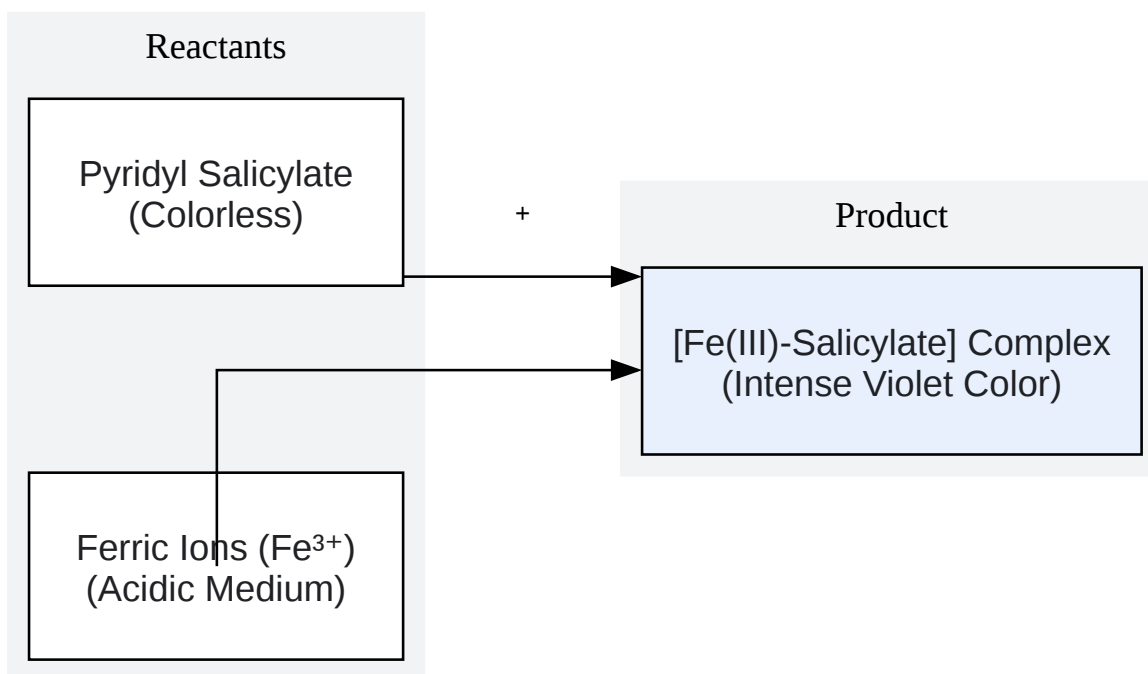 Reactants
Pyridyl Salicylate
(Colorless)
+
Product
[Fe(III)-Salicylate] Complex
(Intense Violet Color)
Ferric Ions (Fe³⁺)
(Acidic Medium)